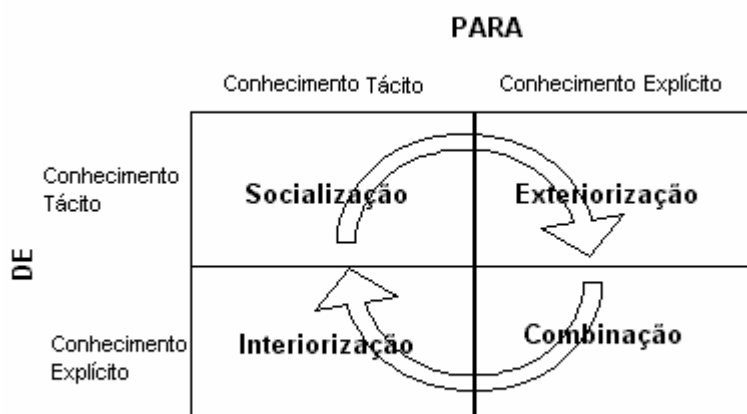 PARA
Conhecimento Tácito
Conhecimento Explícito
Conhecimento
Tácito
Socialização
Exteriorização
DE
Conhecimento
Explícito
Interiorização
Combinação